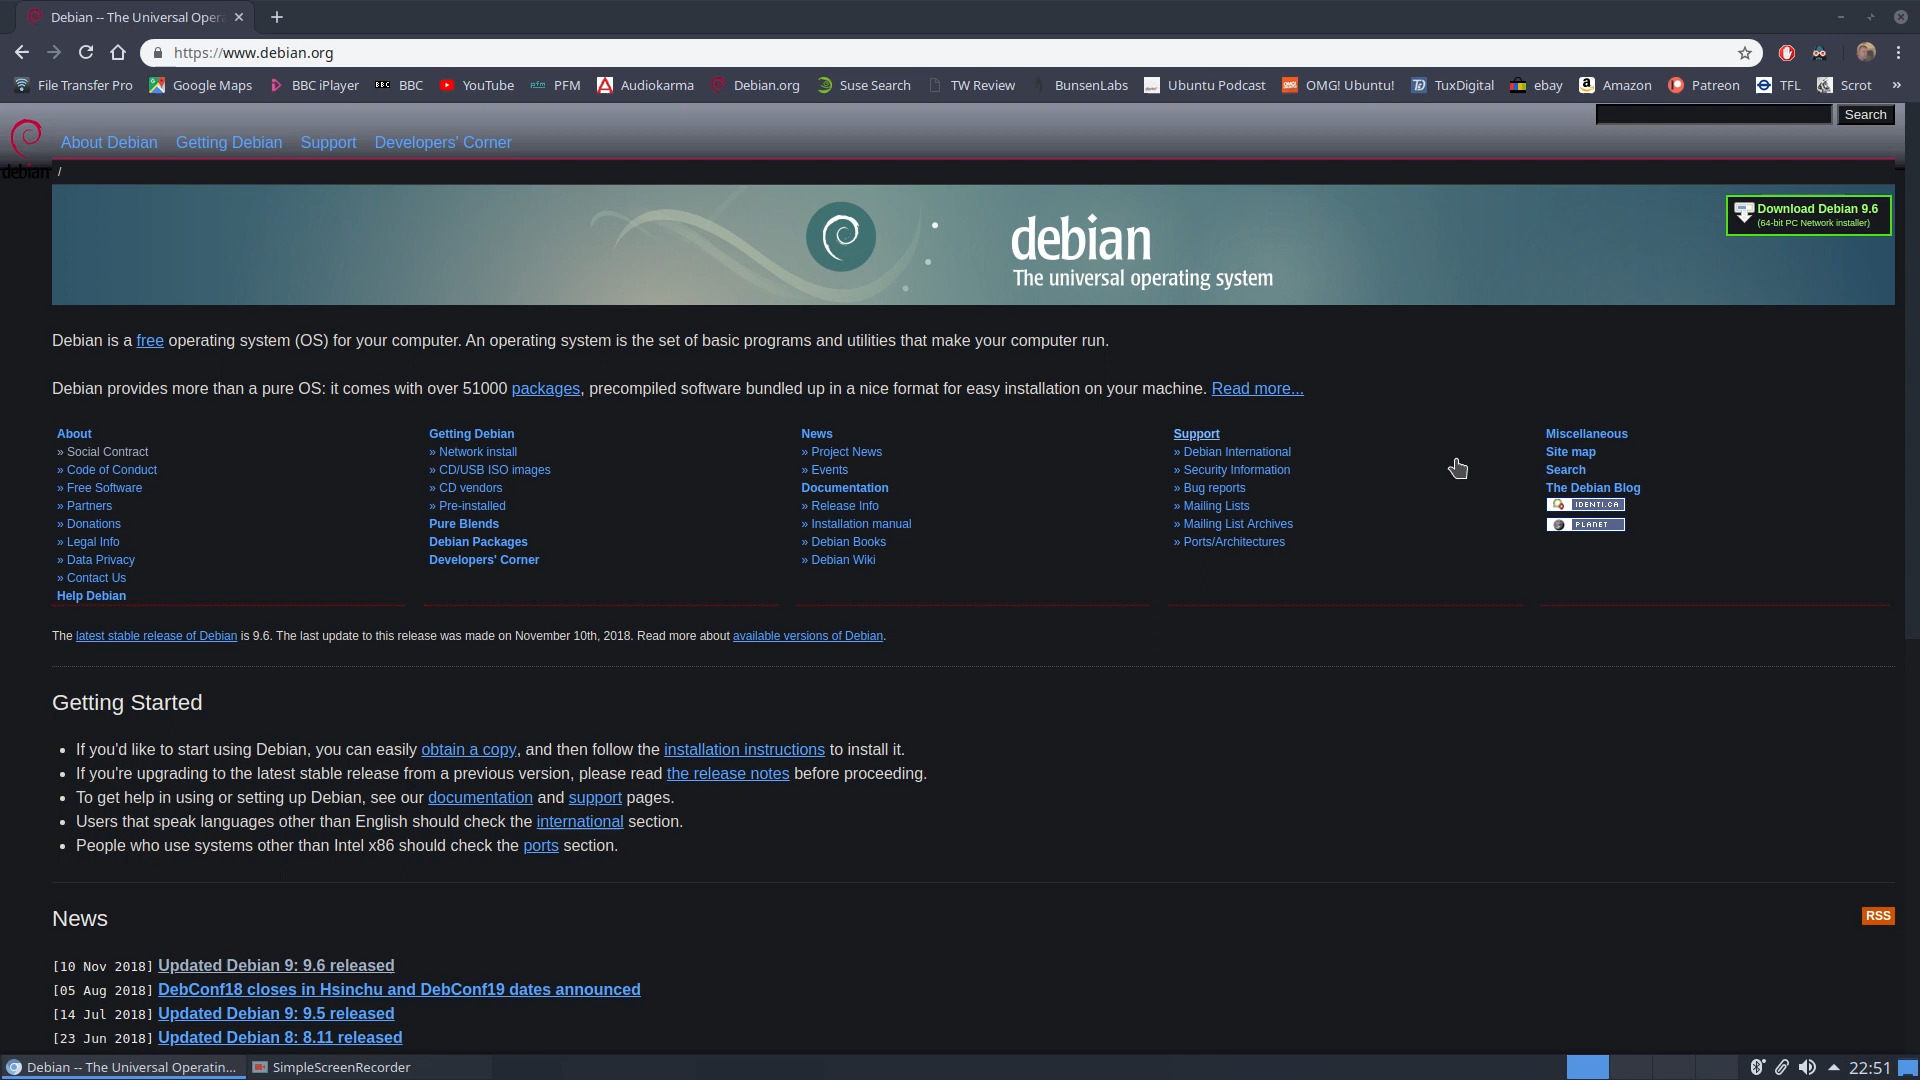 Debian -- The Universal Oper
https://www.debian.org
File Transfer Pro Google Maps BBC iPlayer BBC BBC YouTube pfm PFM Audiokarma Debian.org Suse Search TW Review BunsenLabs Ubuntu Podcast OMG! OMG! Ubuntu! TuxDigital ebay Amazon Patreon TFL Scrot »
Search
About Debian Getting Debian Support Developers' Corner
debian /
debian
The universal operating system
Download Debian 9.6
(64-bit PC Network installer)
Debian is a free operating system (OS) for your computer. An operating system is the set of basic programs and utilities that make your computer run.
Debian provides more than a pure OS: it comes with over 51000 packages, precompiled software bundled up in a nice format for easy installation on your machine. Read more...
About
» Social Contract
» Code of Conduct
» Free Software
» Partners
» Donations
» Legal Info
» Data Privacy
» Contact Us
Help Debian
Getting Debian
» Network install
» CD/USB ISO images
» CD vendors
» Pre-installed
Pure Blends
Debian Packages
Developers' Corner
News
» Project News
» Events
Documentation
» Release Info
» Installation manual
» Debian Books
» Debian Wiki
Support
» Debian International
» Security Information
» Bug reports
» Mailing Lists
» Mailing List Archives
» Ports/Architectures
Miscellaneous
Site map
Search
The Debian Blog
IDENTI.CA
PLANET
The latest stable release of Debian is 9.6. The last update to this release was made on November 10th, 2018. Read more about available versions of Debian.
Getting Started
• If you'd like to start using Debian, you can easily obtain a copy, and then follow the installation instructions to install it.
• If you're upgrading to the latest stable release from a previous version, please read the release notes before proceeding.
• To get help in using or setting up Debian, see our documentation and support pages.
• Users that speak languages other than English should check the international section.
• People who use systems other than Intel x86 should check the ports section.
News
RSS
[10 Nov 2018] Updated Debian 9: 9.6 released
[05 Aug 2018] DebConf18 closes in Hsinchu and DebConf19 dates announced
[14 Jul 2018] Updated Debian 9: 9.5 released
[23 Jun 2018] Updated Debian 8: 8.11 released
Debian -- The Universal Operatin... SimpleScreenRecorder 22:51